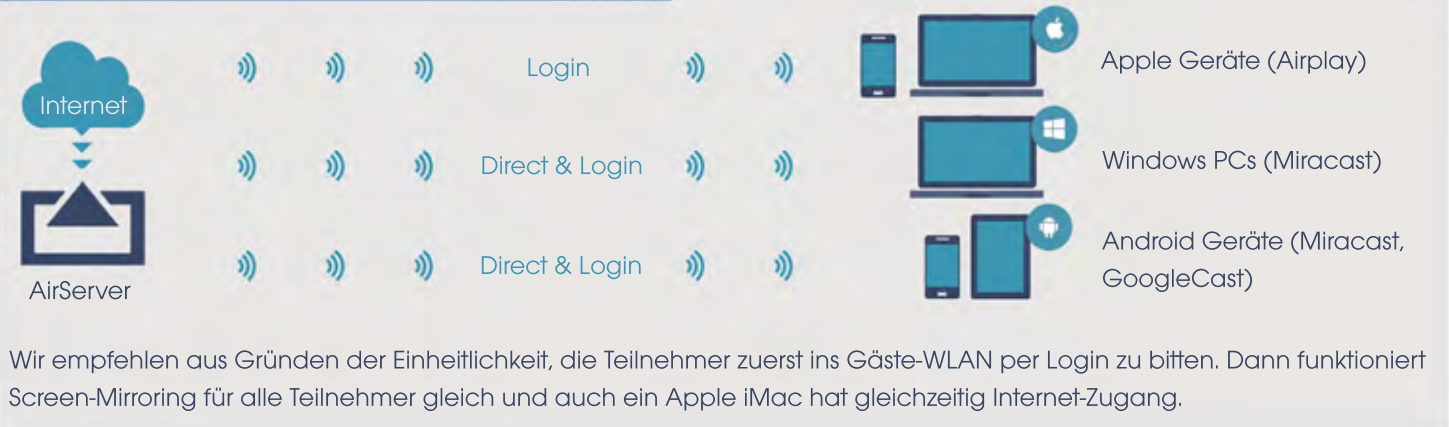 Internet
Login
Apple Geräte (Airplay)
Direct & Login
Windows PCs (Miracast)
Direct & Login
Android Geräte (Miracast,
GoogleCast)
AirServer
Wir empfehlen aus Gründen der Einheitlichkeit, die Teilnehmer zuerst ins Gäste-WLAN per Login zu bitten. Dann funktioniert
Screen-Mirroring für alle Teilnehmer gleich und auch ein Apple iMac hat gleichzeitig Internet-Zugang.